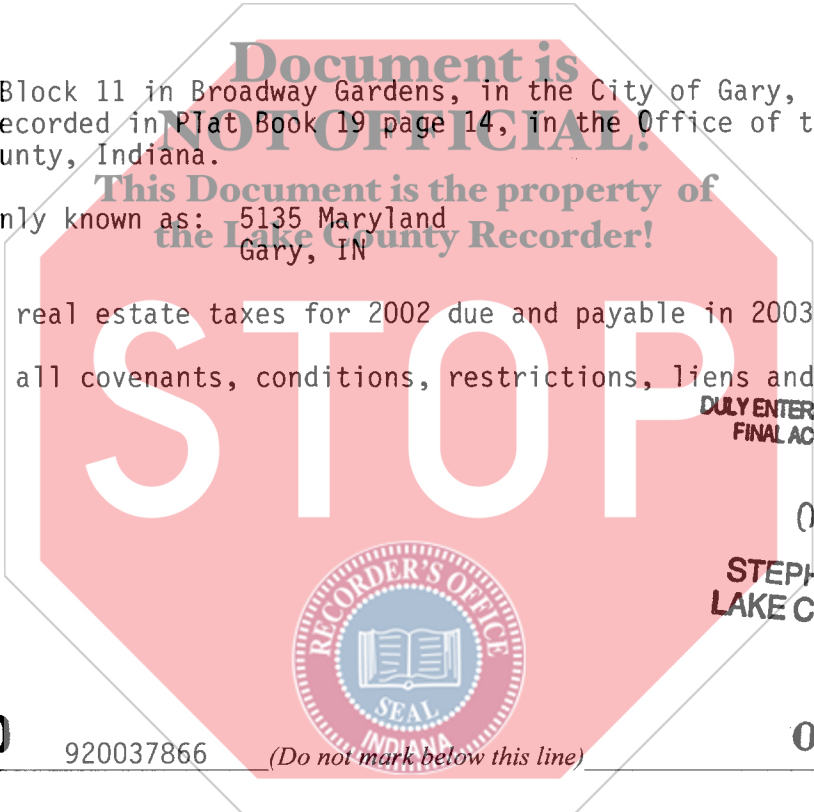 Document is
Block 11 in Broadway Gardens, in the City of Gary,
ecorded in Plat Book 19 page 14, in the Office of t
NOT OFFICIAL!
unty, Indiana.
This Document is the property of
nly known as: 5135 Maryland
the Lake County Recorder!
Gary, IN
real estate taxes for 2002 due and payable in 2003
all covenants, conditions, restrictions, liens and
DULY ENTER
FINAL AC
STOP
0
STEPH
LAKE C
RECORDER'S OFFICE
SEAL
INDIANA
920037866 (Do not mark below this line) 0